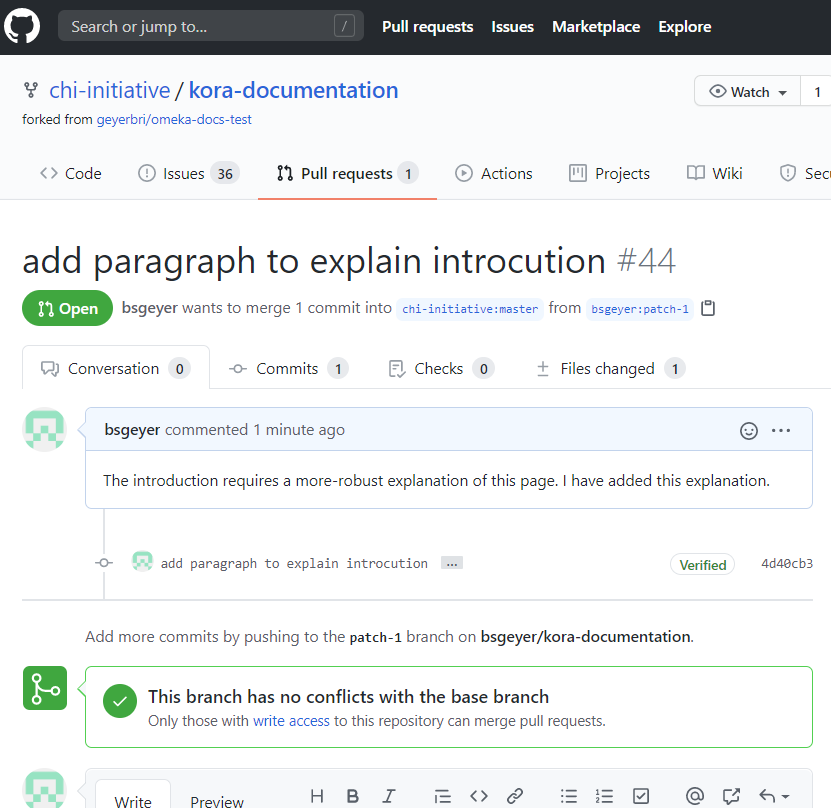 Search or jump to... /
Pull requests Issues Marketplace Explore
chi-initiative / kora-documentation
Watch 1
forked from geyerbri/omeka-docs-test
Code Issues 36 Pull requests 1 Actions Projects Wiki Secu
add paragraph to explain introcution #44
Open bsgeyer wants to merge 1 commit into chi-initiative:master from bsgeyer:patch-1
Conversation 0 Commits 1 Checks 0 Files changed 1
bsgeyer commented 1 minute ago
The introduction requires a more-robust explanation of this page. I have added this explanation.
add paragraph to explain introcution … Verified 4d40cb3
Add more commits by pushing to the patch-1 branch on bsgeyer/kora-documentation.
This branch has no conflicts with the base branch
Only those with write access to this repository can merge pull requests.
Write Preview H B I @